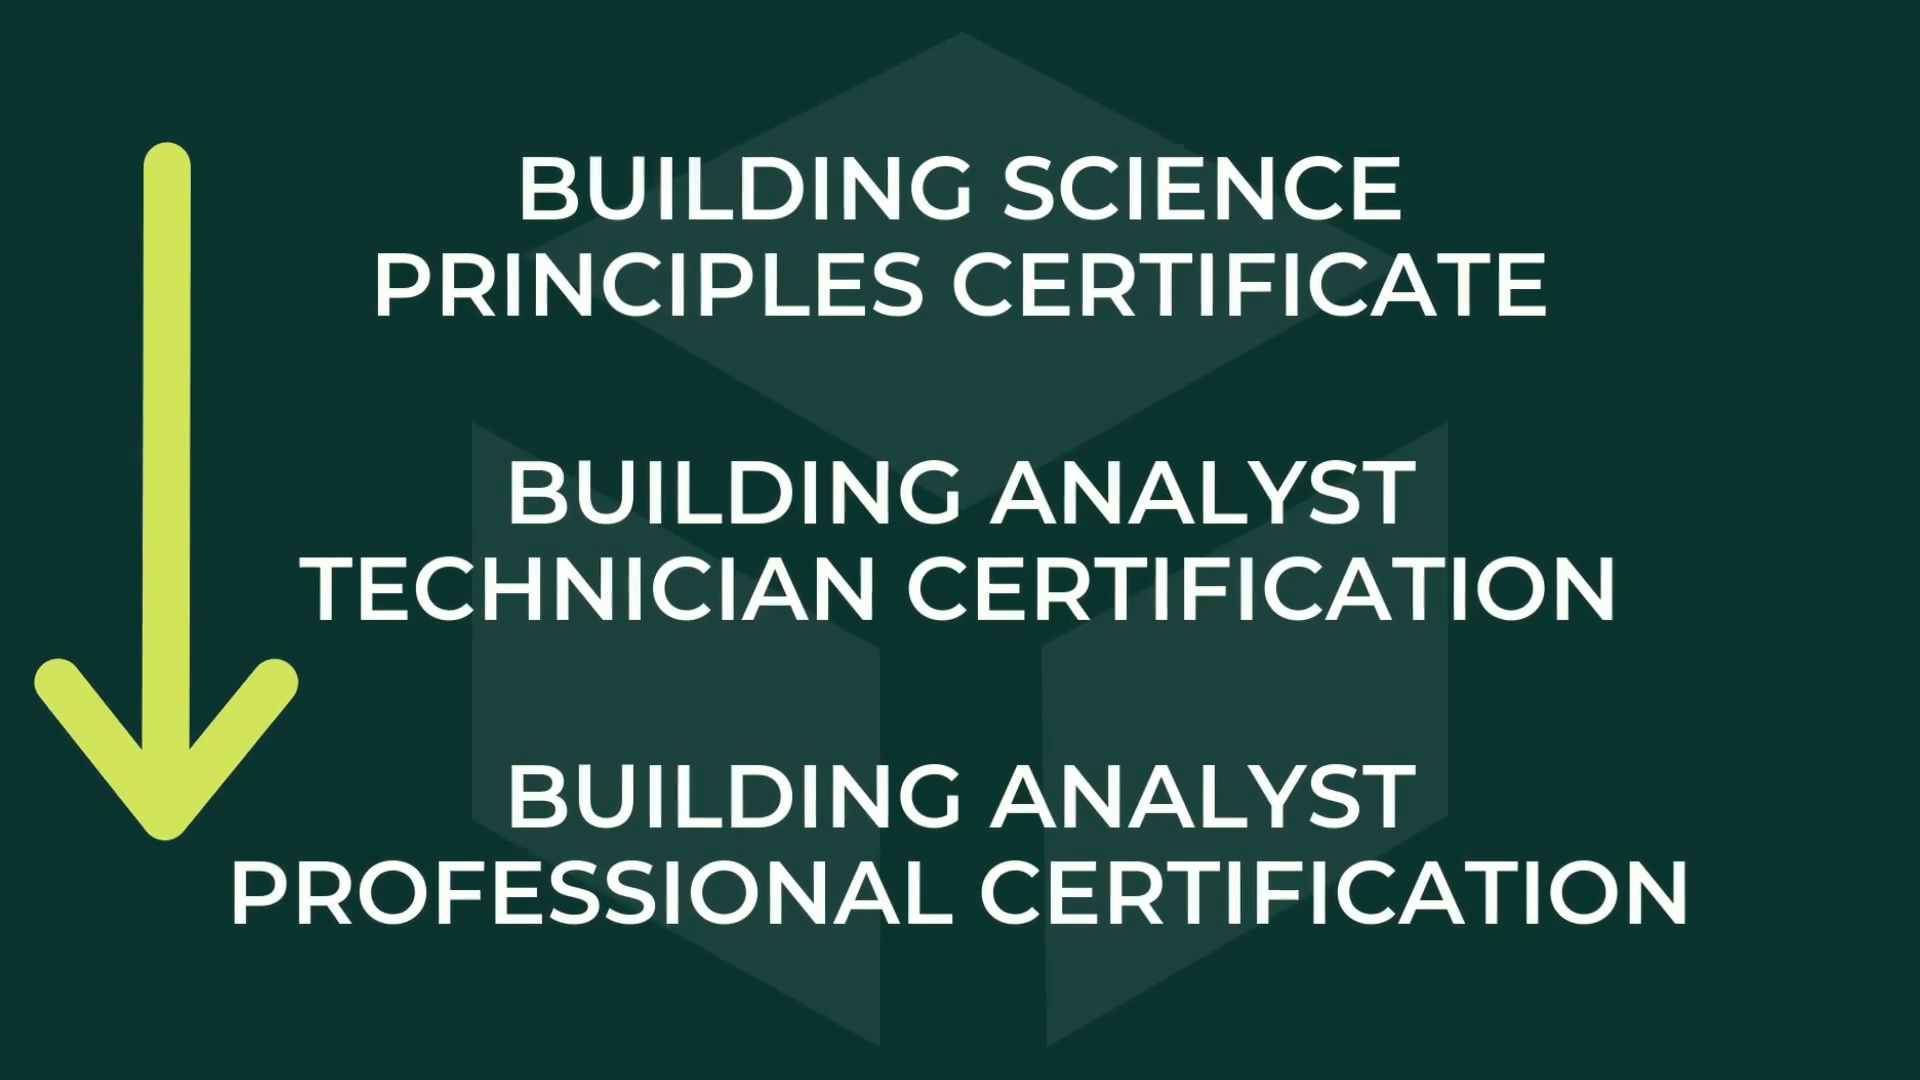 BUILDING SCIENCE
PRINCIPLES CERTIFICATE
BUILDING ANALYST
TECHNICIAN CERTIFICATION
BUILDING ANALYST
PROFESSIONAL CERTIFICATION